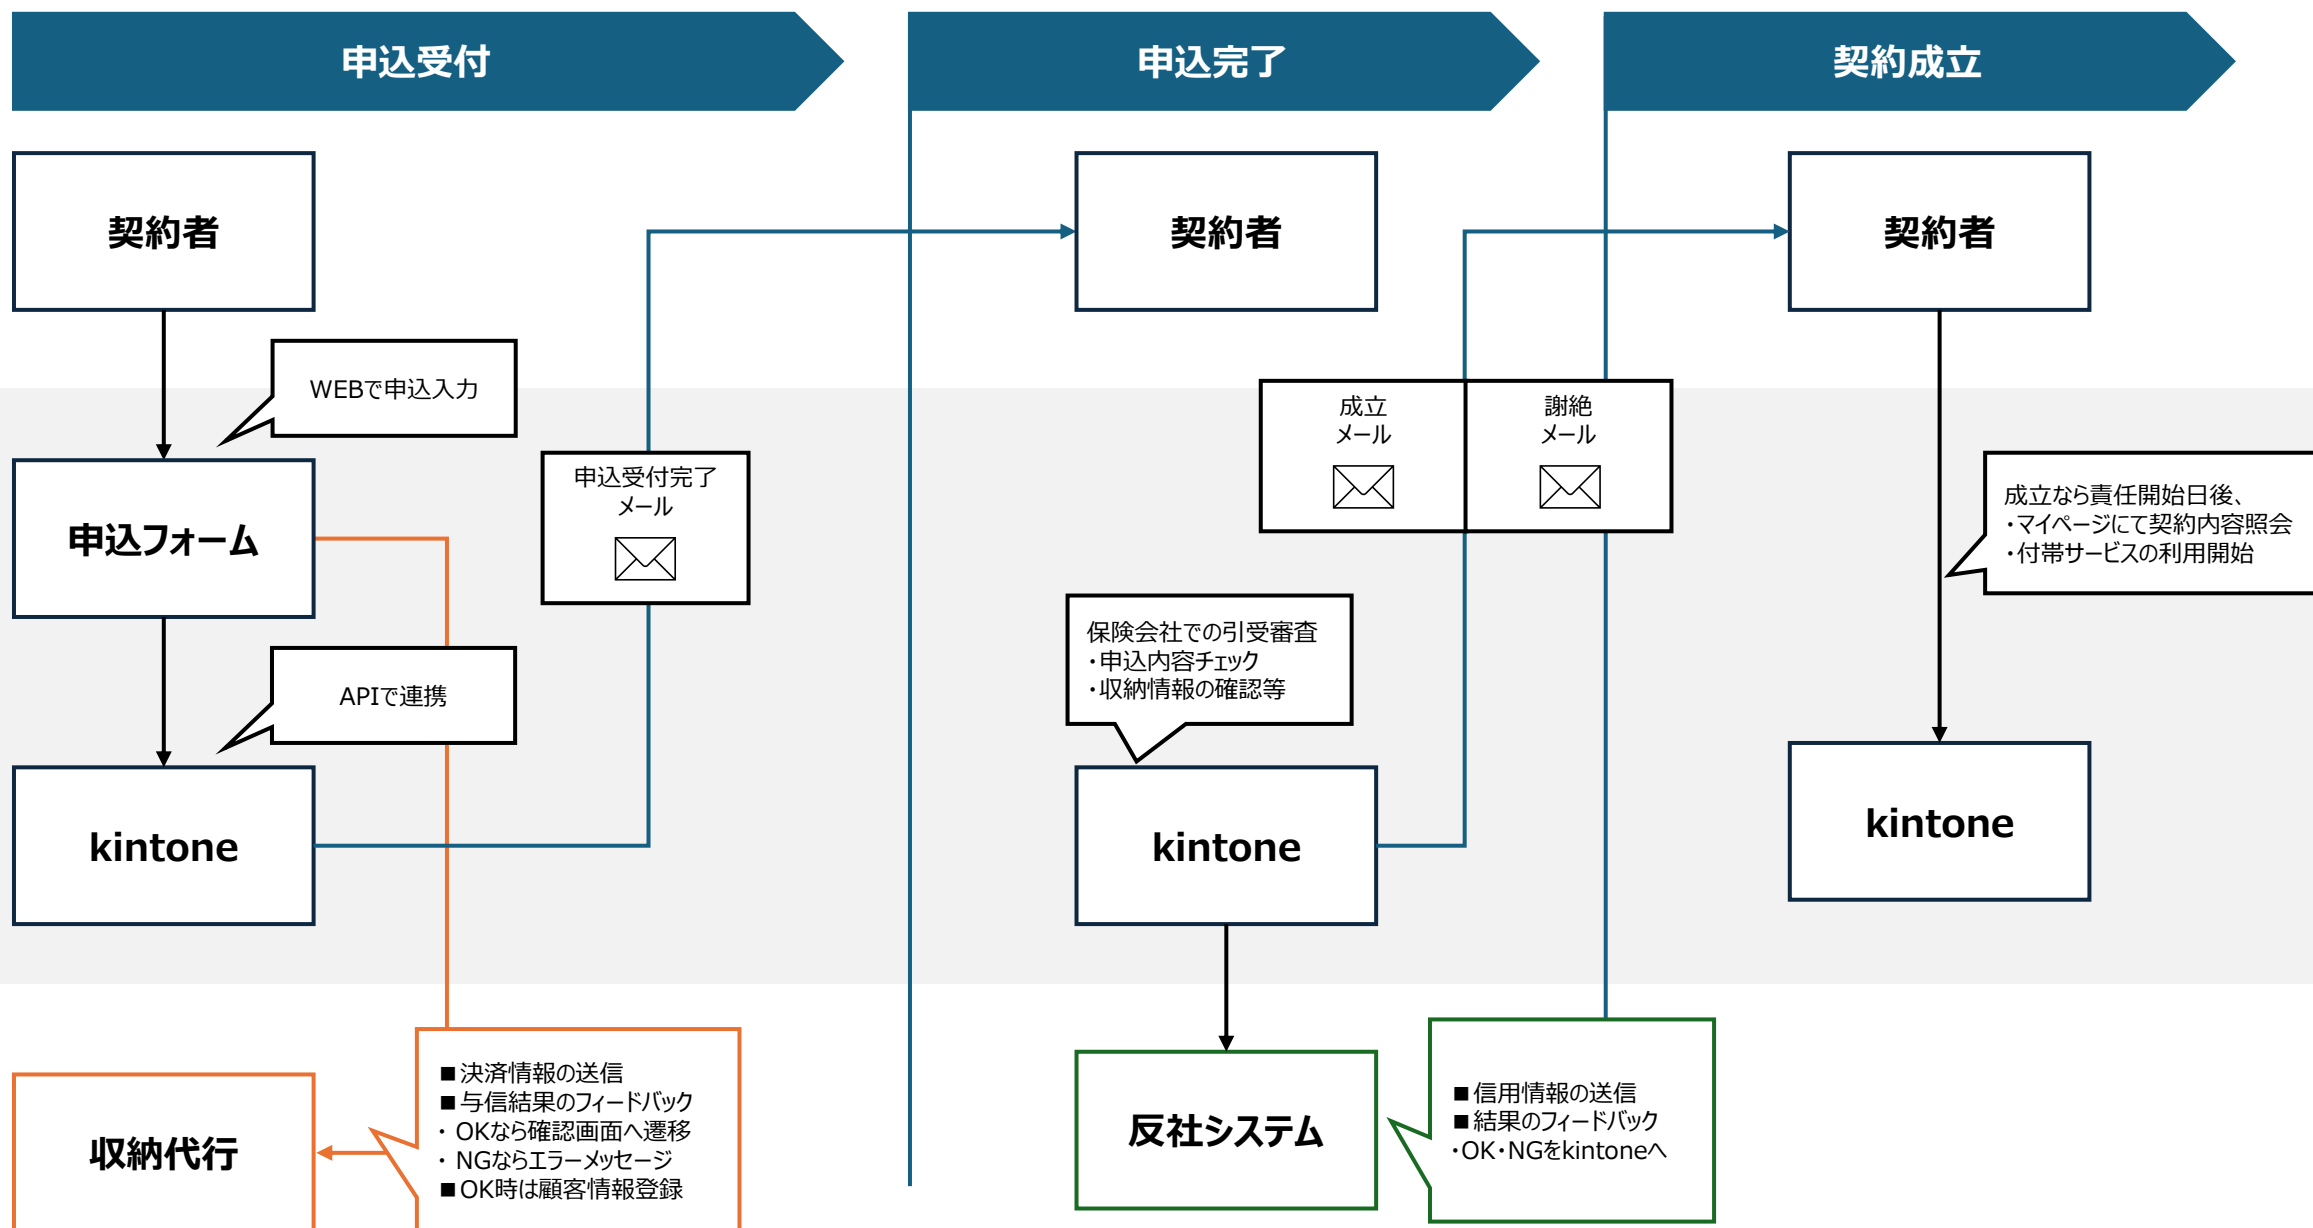 申込受付
申込完了
契約成立
契約者
契約者
契約者
WEBで申込入力
申込フォーム
申込受付完了
メール
APIで連携
kintone
成立
メール
謝絶
メール
保険会社での引受審査
・申込内容チェック
・収納情報の確認等
kintone
成立なら責任開始日後、
・マイページにて契約内容照会
・付帯サービスの利用開始
kintone
収納代行
■決済情報の送信
■与信結果のフィードバック
・ OKなら確認画面へ遷移
・ NGならエラーメッセージ
■OK時は顧客情報登録
反社システム
■信用情報の送信
■結果のフィードバック
・OK・NGをkintoneへ